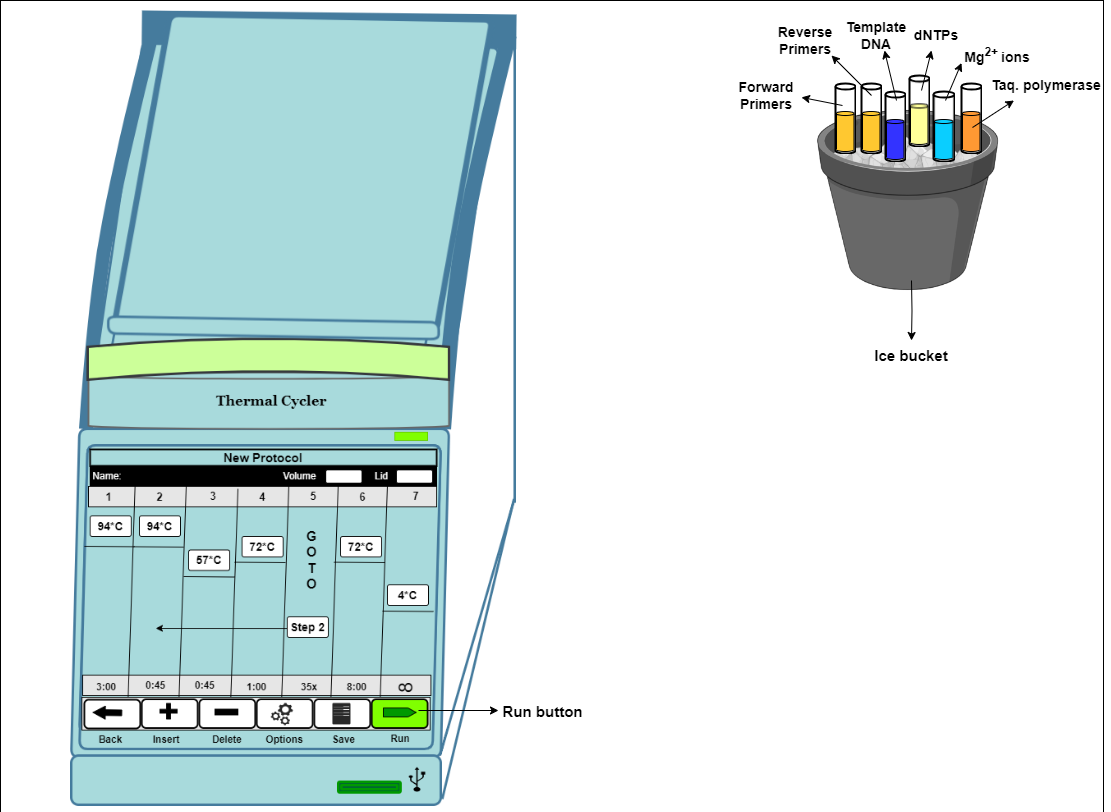 Reverse
Primers
Template
DNA
dNTPs
Mg2+ ions
Forward
Primers
Taq. polymerase
Ice bucket
Thermal Cycler
New Protocol
Name: Volume Lid
1 2 3 4 5 6 7
94°C 94°C 57°C 72°C G O T O 72°C 4°C
Step 2
3:00 0:45 0:45 1:00 35x 8:00 ∞
Back Insert Delete Options Save Run
Run button